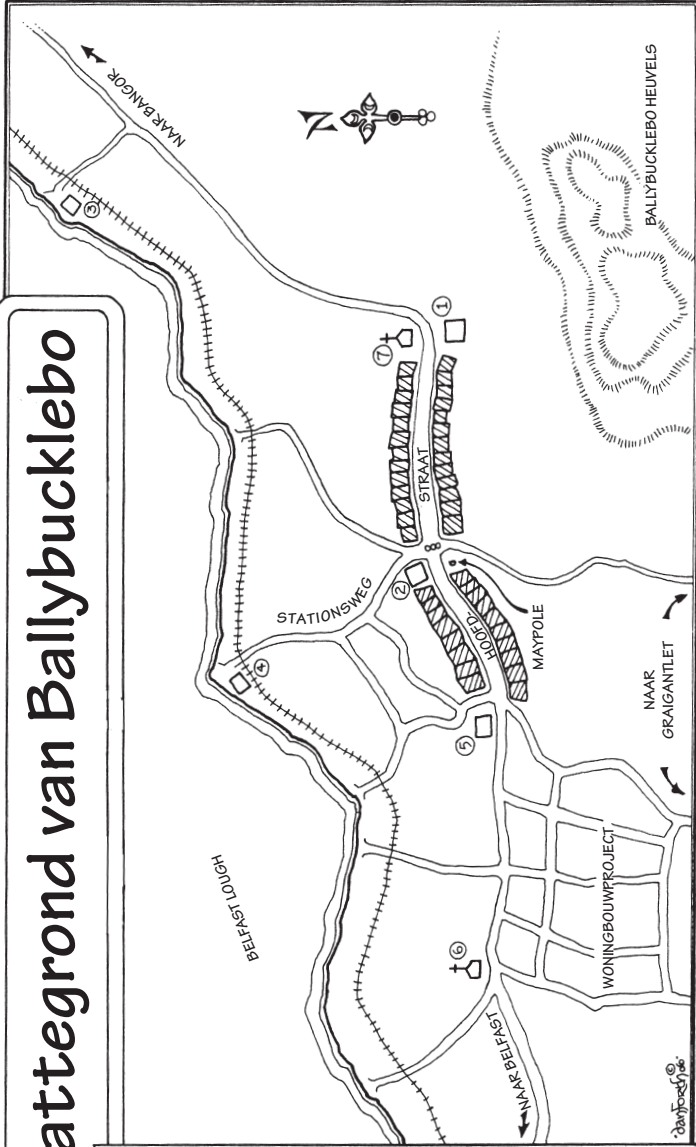 attegrond van Ballybucklebo
NAAR BANGOR
N
BALLYBUCKLEBO HEUVELS
3
7
1
STRAAT
STATIONSWEG
2
HOOFD-
MAYPOLE
4
5
NAAR
GRAIGANTLET
BELFAST LOUGH
WONINGBOUWPROJECT
6
NAAR BELFAST